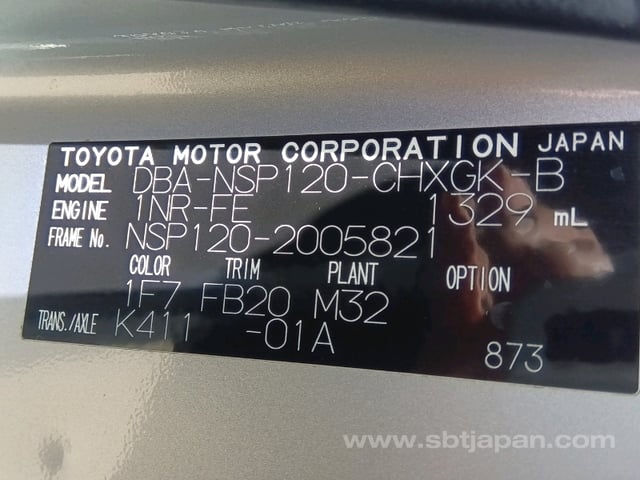 TOYOTA MOTOR CORPORATION JAPAN
MODEL DBA-NSP120-CHXGK-B
ENGINE 1NR-FE 1329 mL
FRAME No. NSP120-2005821
COLOR TRIM PLANT OPTION
1F7 FB20 M32
TRANS./AXLE K411 -01A
873
www.sbtjapan.com